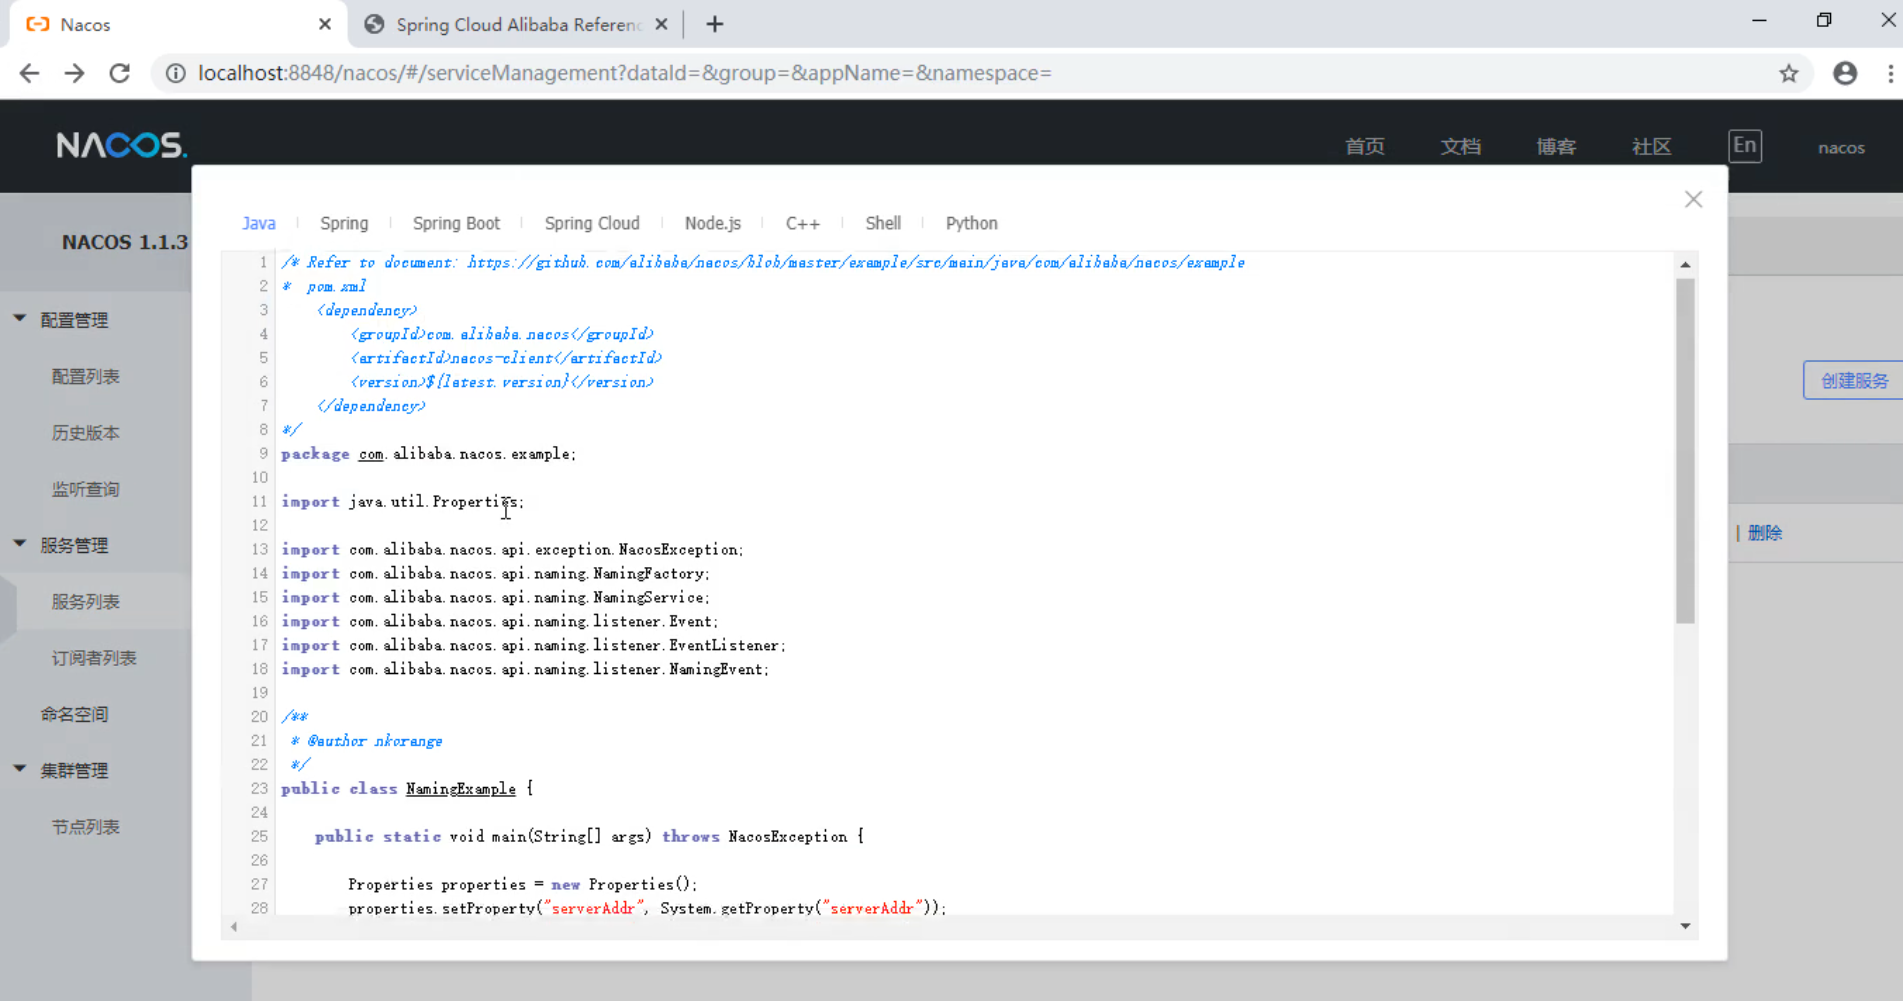 Nacos
Spring Cloud Alibaba Referenc
localhost:8848/nacos/#/serviceManagement?dataId=&group=&appName=&namespace=
NACOS.
首页
文档
博客
社区
En
nacos
NACOS 1.1.3
配置管理
配置列表
历史版本
监听查询
服务管理
服务列表
订阅者列表
命名空间
集群管理
节点列表
Java
Spring
Spring Boot
Spring Cloud
Node.js
C++
Shell
Python
1 /* Refer to document: https://github.com/alibaba/nacos/blob/master/example/src/main/java/com/alibaba/nacos/example
2 * pom.xml
3 <dependency>
4 <groupId>com.alibaba.nacos</groupId>
5 <artifactId>nacos-client</artifactId>
6 <version>${latest.version}</version>
7 </dependency>
8 */
9 package com.alibaba.nacos.example;
10
11 import java.util.Properties;
12
13 import com.alibaba.nacos.api.exception.NacosException;
14 import com.alibaba.nacos.api.naming.NamingFactory;
15 import com.alibaba.nacos.api.naming.NamingService;
16 import com.alibaba.nacos.api.naming.listener.Event;
17 import com.alibaba.nacos.api.naming.listener.EventListener;
18 import com.alibaba.nacos.api.naming.listener.NamingEvent;
19
20 /**
21 * @author nkorange
22 */
23 public class NamingExample {
24
25 public static void main(String[] args) throws NacosException {
26
27 Properties properties = new Properties();
28 properties.setProperty("serverAddr", System.getProperty("serverAddr"));
创建服务
| 删除